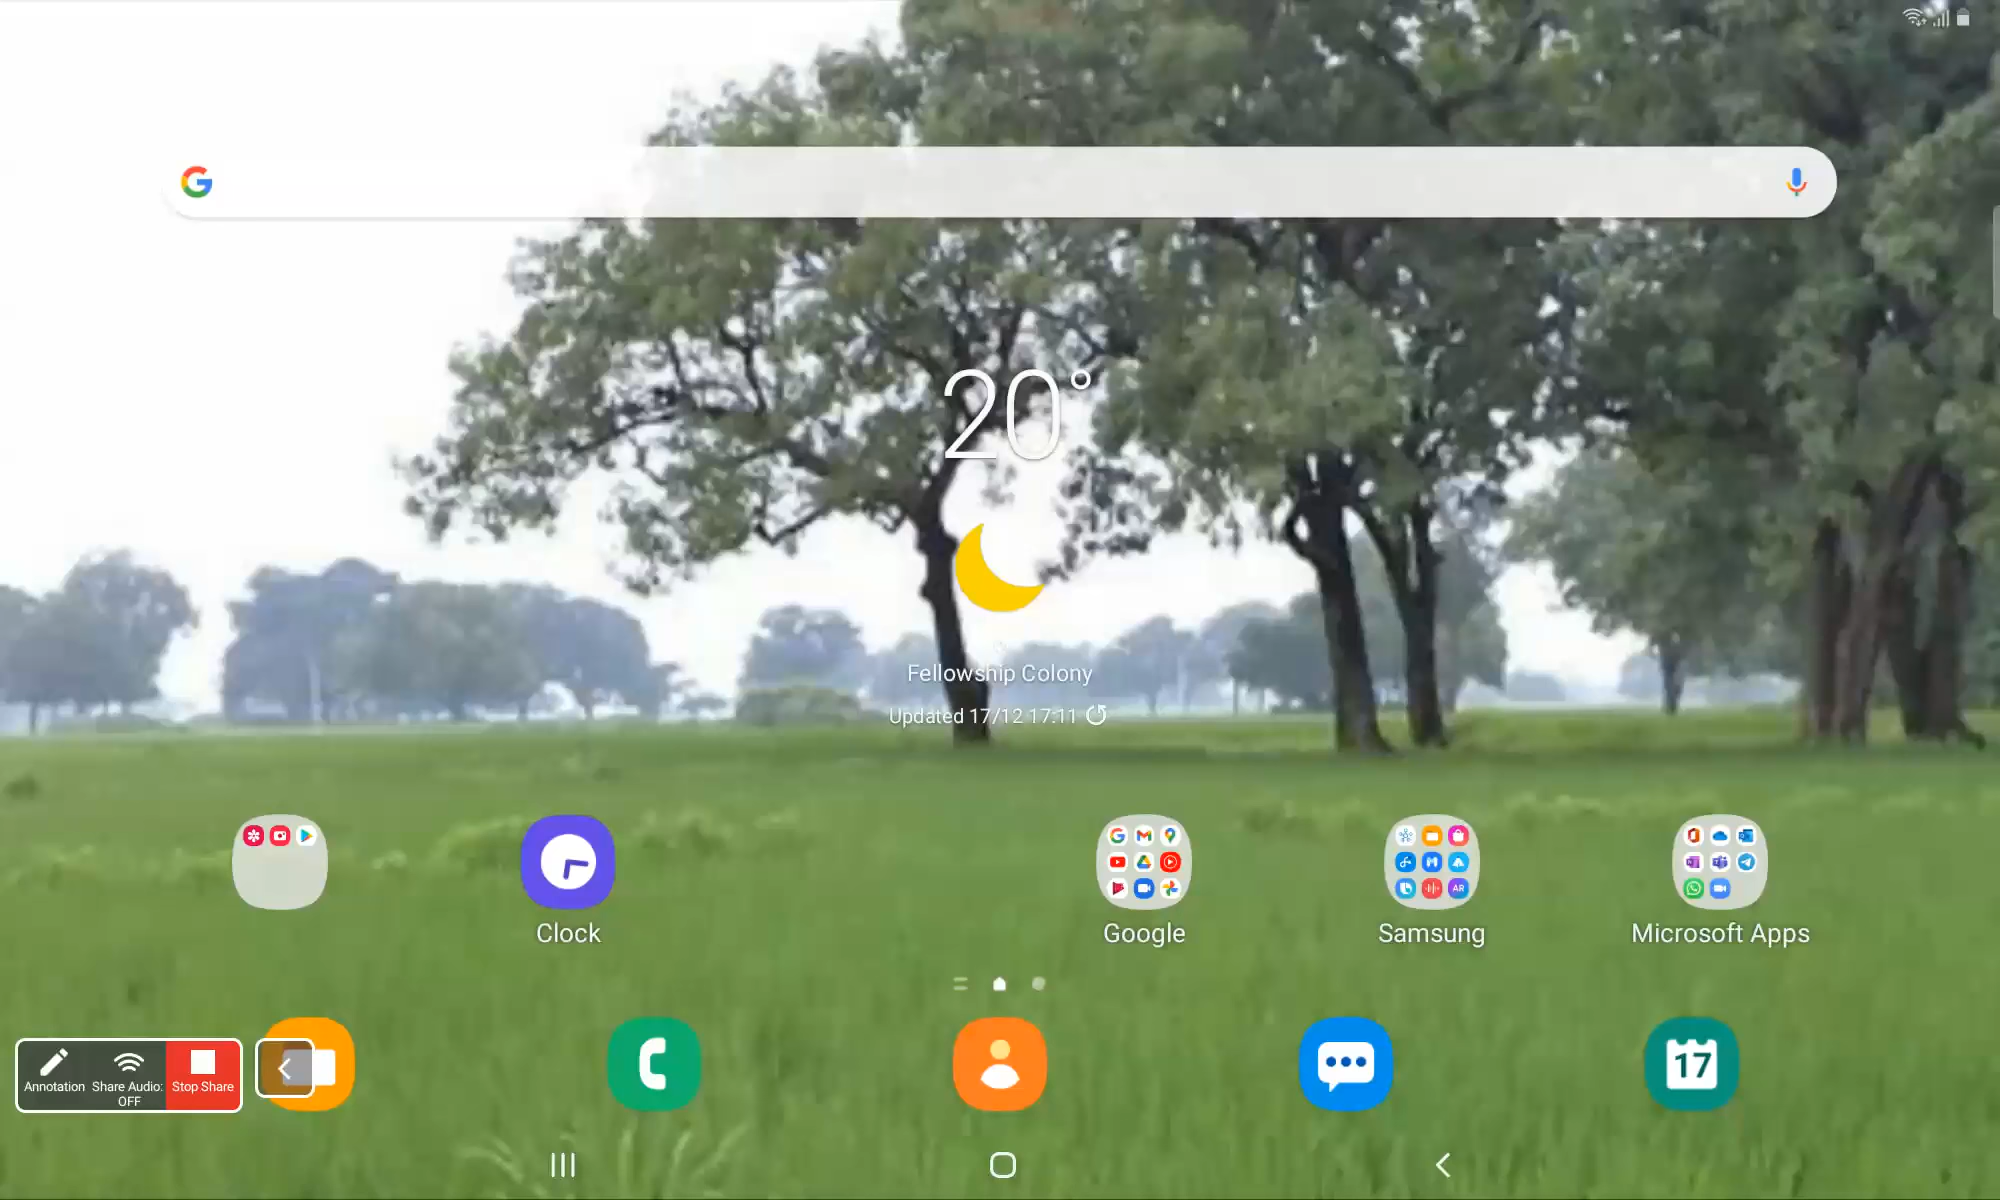 20°
Fellowship Colony
Updated 17/12 17:11
Clock
Google
Samsung
Microsoft Apps
AR
Annotation
Share Audio: OFF
Stop Share
17